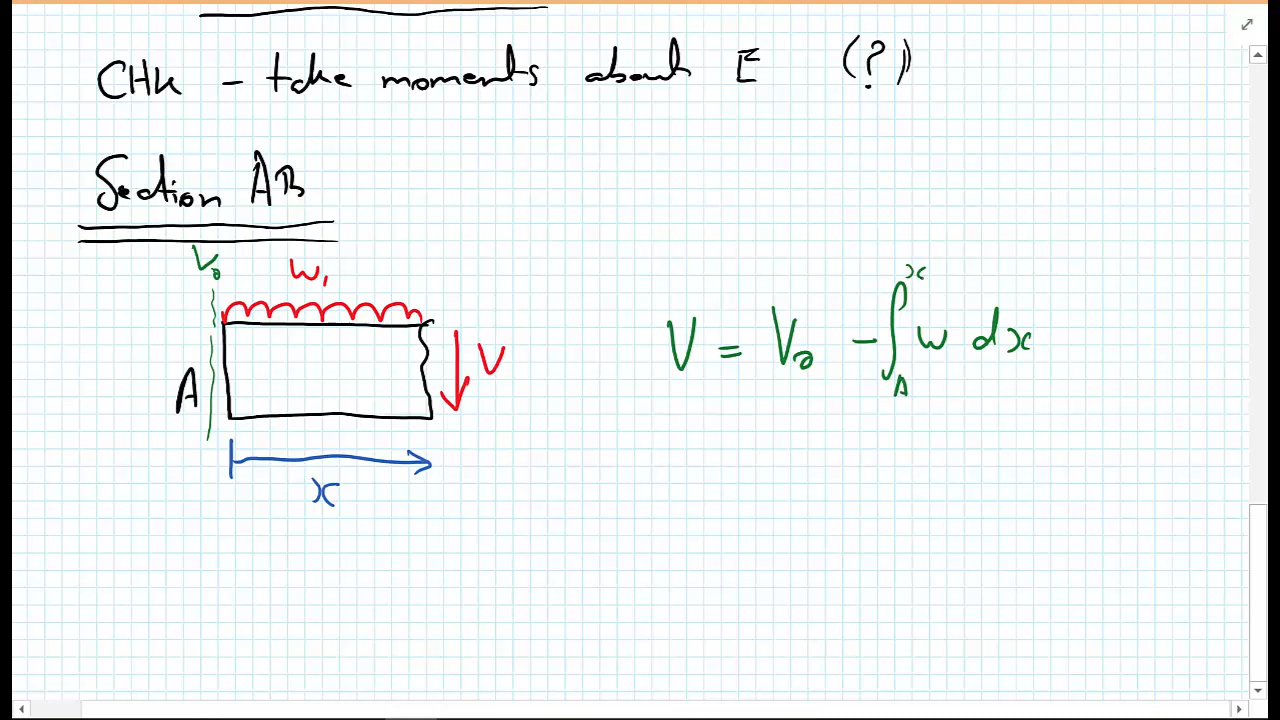 CHK - take moments about E (?)
Section AB
V₀
w₁
A
V
x
V = V₀ - ∫ₐˣ w dx